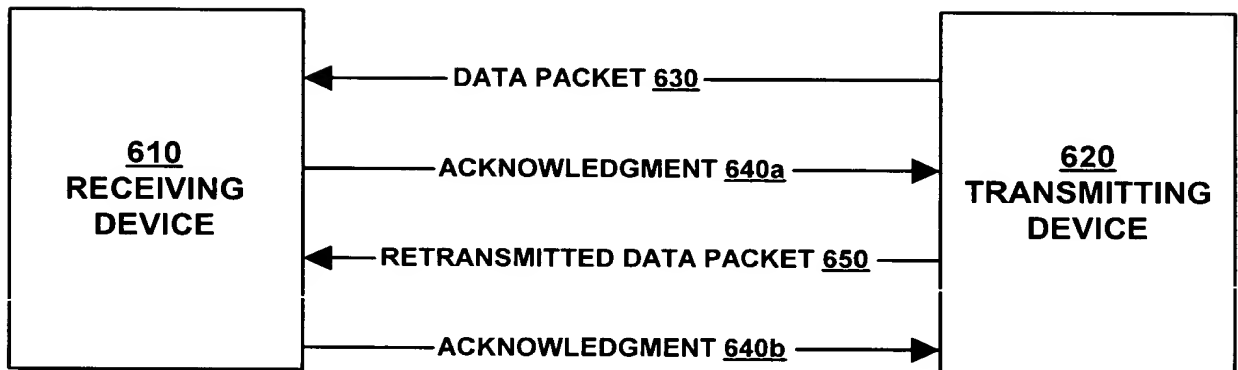 DATA PACKET 630
610
RECEIVING
DEVICE
ACKNOWLEDGMENT 640a
620
TRANSMITTING
DEVICE
RETRANSMITTED DATA PACKET 650
ACKNOWLEDGMENT 640b